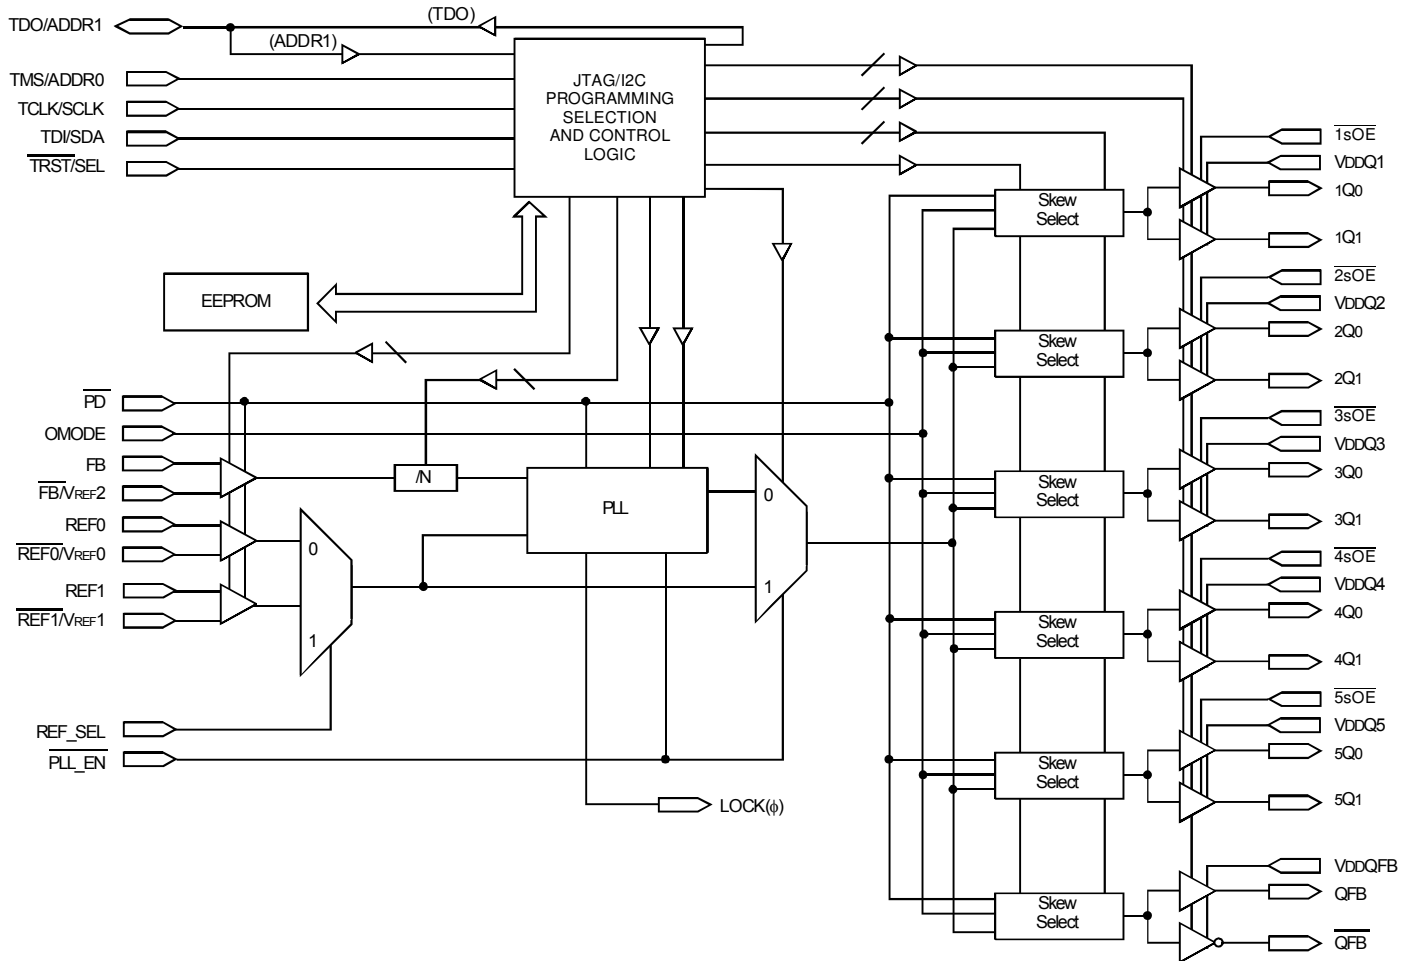 TDO/ADDR1
(TDO)
(ADDR1)
TMS/ADDR0
TCLK/SCLK
TDI/SDA
TRST/SEL
JTAG/I2C
PROGRAMMING
SELECTION
AND CONTROL
LOGIC
EEPROM
PD
OMODE
FB
FB/VREF2
REF0
REF0/VREF0
REF1
REF1/VREF1
REF_SEL
PLL_EN
/N
PLL
0
1
0
1
LOCK(ϕ)
Skew
Select
Skew
Select
Skew
Select
Skew
Select
Skew
Select
Skew
Select
1sOE
VDDQ1
1Q0
1Q1
2sOE
VDDQ2
2Q0
2Q1
3sOE
VDDQ3
3Q0
3Q1
4sOE
VDDQ4
4Q0
4Q1
5sOE
VDDQ5
5Q0
5Q1
VDDQFB
QFB
QFB